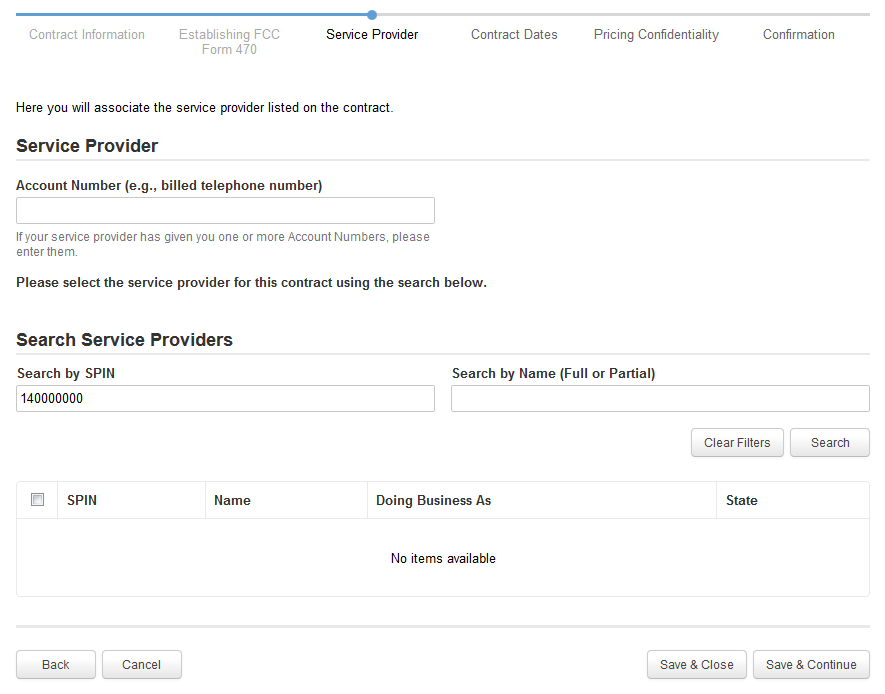 Contract Information
Establishing FCC
Form 470
Service Provider
Contract Dates
Pricing Confidentiality
Confirmation
Here you will associate the service provider listed on the contract.
Service Provider
Account Number (e.g., billed telephone number)
If your service provider has given you one or more Account Numbers, please
enter them.
Please select the service provider for this contract using the search below.
Search Service Providers
Search by SPIN
Search by Name (Full or Partial)
140000000
Clear Filters
Search
SPIN
Name
Doing Business As
State
No items available
Back
Cancel
Save & Close
Save & Continue